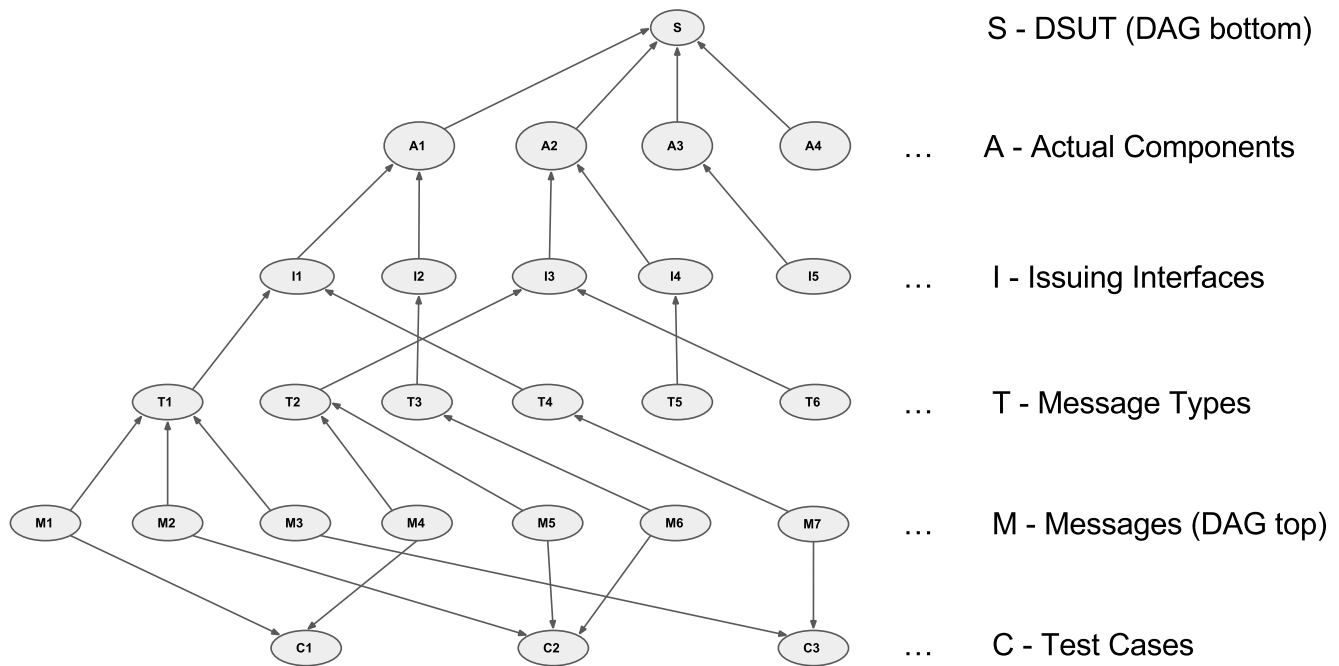 S S - DSUT (DAG bottom)
A1 A2 A3 A4 ... A - Actual Components
I1 I2 I3 I4 I5 ... I - Issuing Interfaces
T1 T2 T3 T4 T5 T6 ... T - Message Types
M1 M2 M3 M4 M5 M6 M7 ... M - Messages (DAG top)
C1 C2 C3 ... C - Test Cases